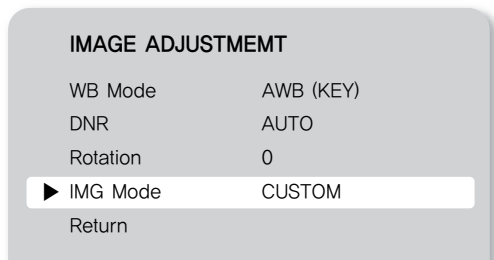 IMAGE ADJUSTMEMT
WB Mode AWB (KEY)
DNR AUTO
Rotation 0
▶ IMG Mode CUSTOM
Return